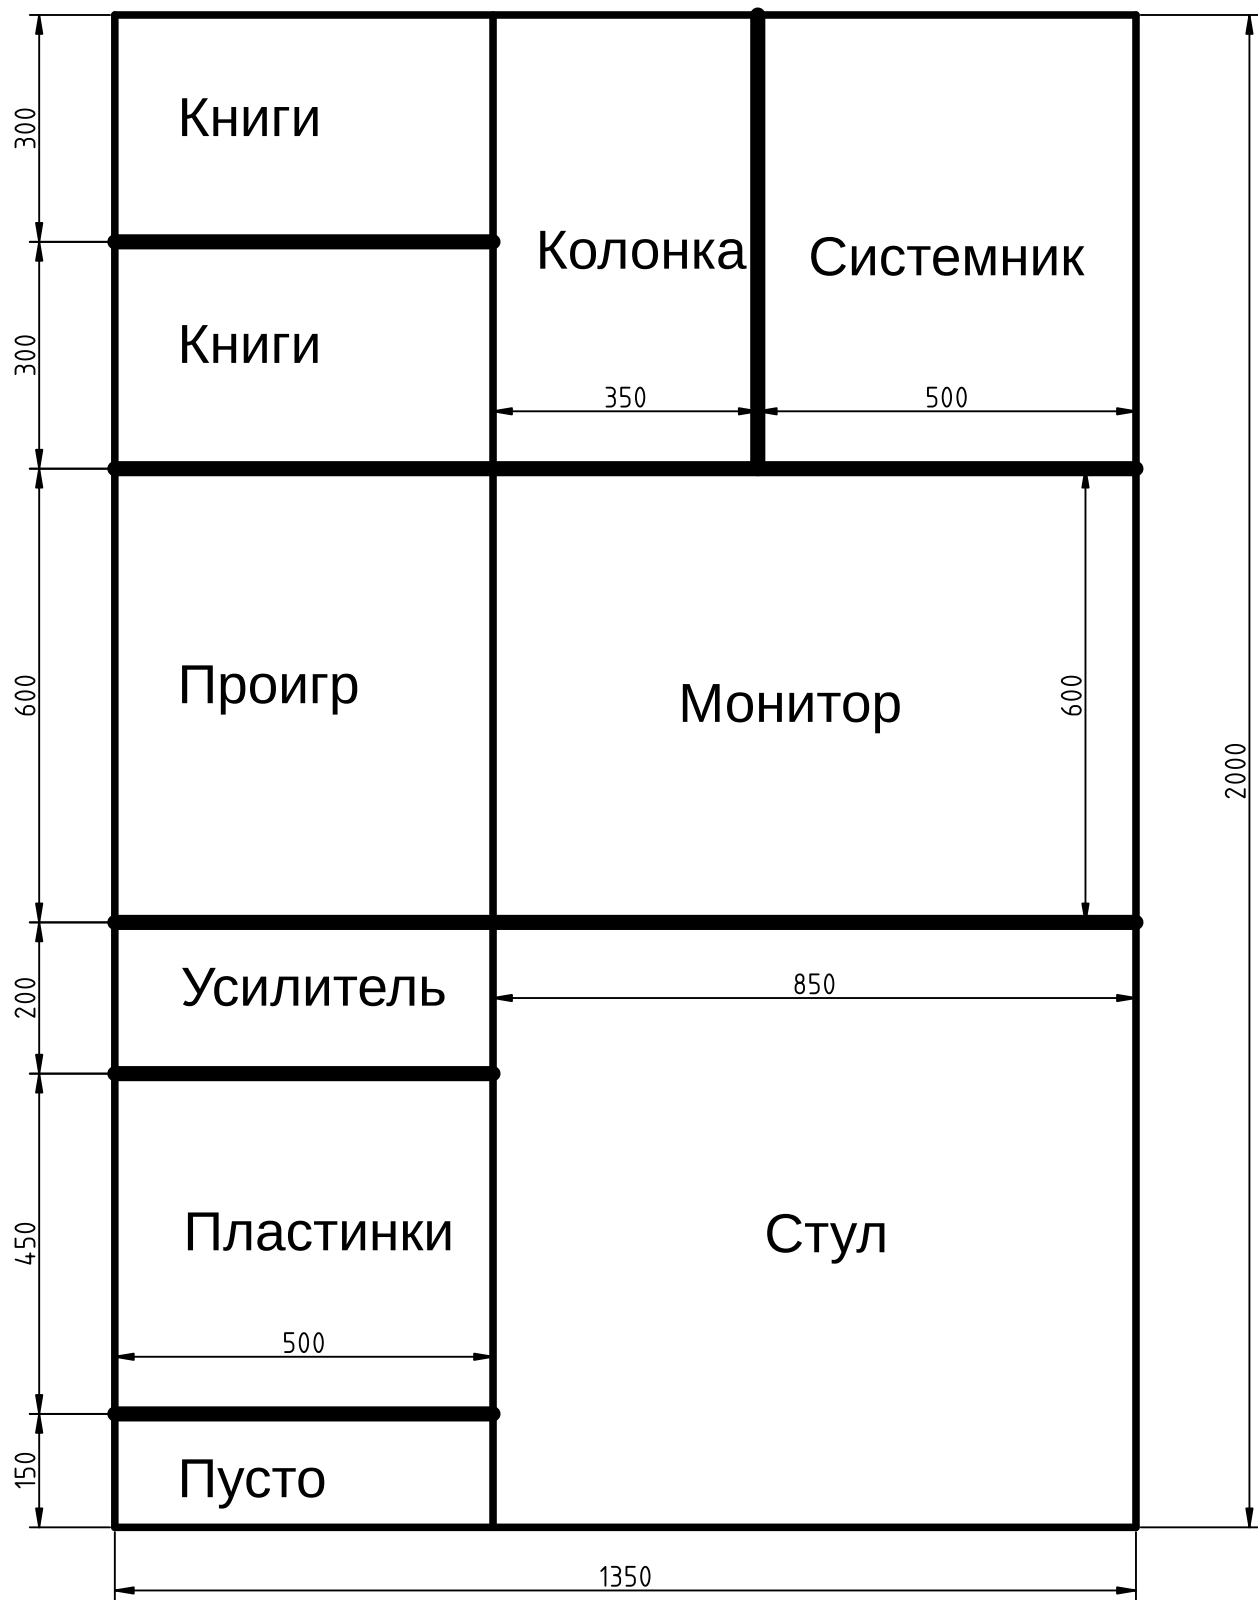 300
Книги
Колонка
Системник
300
Книги
350
500
600
Проигр
Монитор
600
2000
200
Усилитель
850
450
Пластинки
Стул
500
150
Пусто
1350